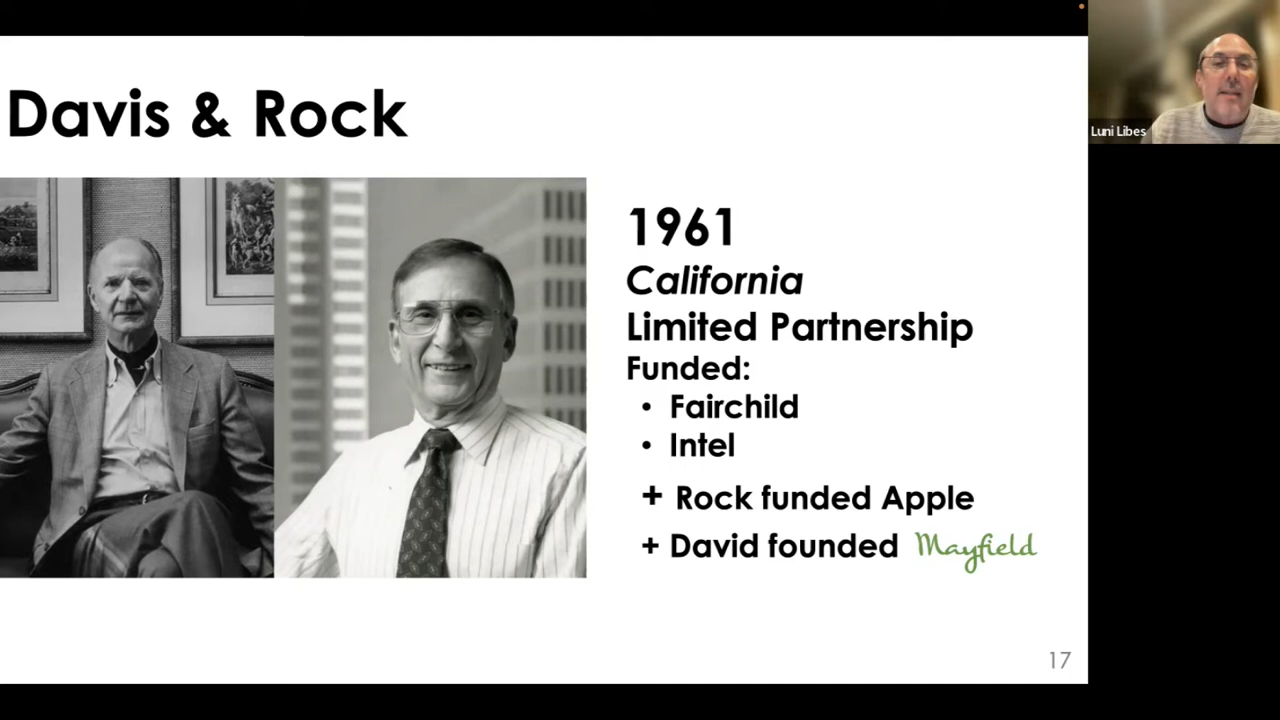 Davis & Rock
Luni Libes
1961
California
Limited Partnership
Funded:
• Fairchild
• Intel
+ Rock funded Apple
+ David founded Mayfield
17